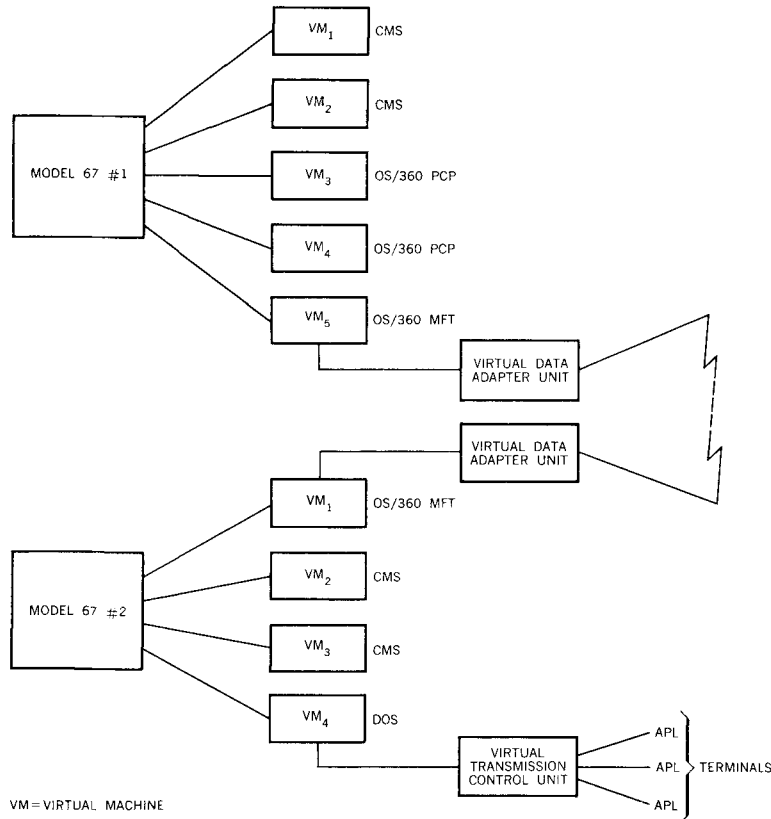 VM₁ CMS
VM₂ CMS
MODEL 67 #1
VM₃ OS/360 PCP
VM₄ OS/360 PCP
VM₅ OS/360 MFT
VIRTUAL DATA
ADAPTER UNIT
VIRTUAL DATA
ADAPTER UNIT
VM₁ OS/360 MFT
VM₂ CMS
MODEL 67 #2
VM₃ CMS
VM₄ DOS
APL
VIRTUAL
TRANSMISSION
CONTROL UNIT
APL TERMINALS
APL
VM=VIRTUAL MACHINE